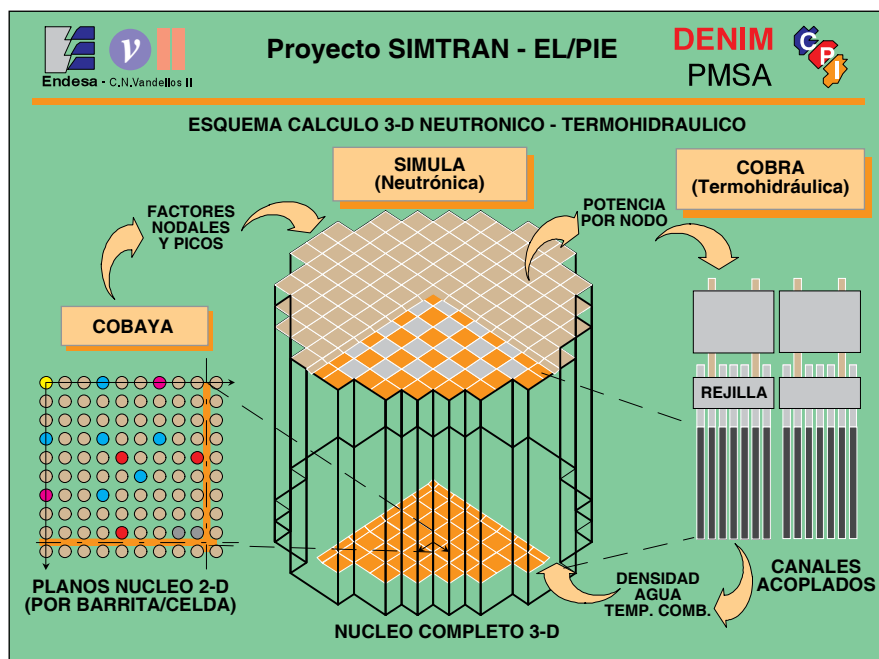 Endesa - C.N.Vandellos II
ν
Proyecto SIMTRAN - EL/PIE
DENIM
PMSA
CPI
ESQUEMA CALCULO 3-D NEUTRÓNICO - TERMOHIDRAULICO
SIMULA
(Neutrónica)
COBRA
(Termohidráulica)
FACTORES
NODALES
Y PICOS
POTENCIA
POR NODO
COBAYA
REJILLA
PLANOS NUCLEO 2-D
(POR BARRITA/CELDA)
DENSIDAD
AGUA
TEMP. COMB.
CANALES
ACOPLADOS
NUCLEO COMPLETO 3-D